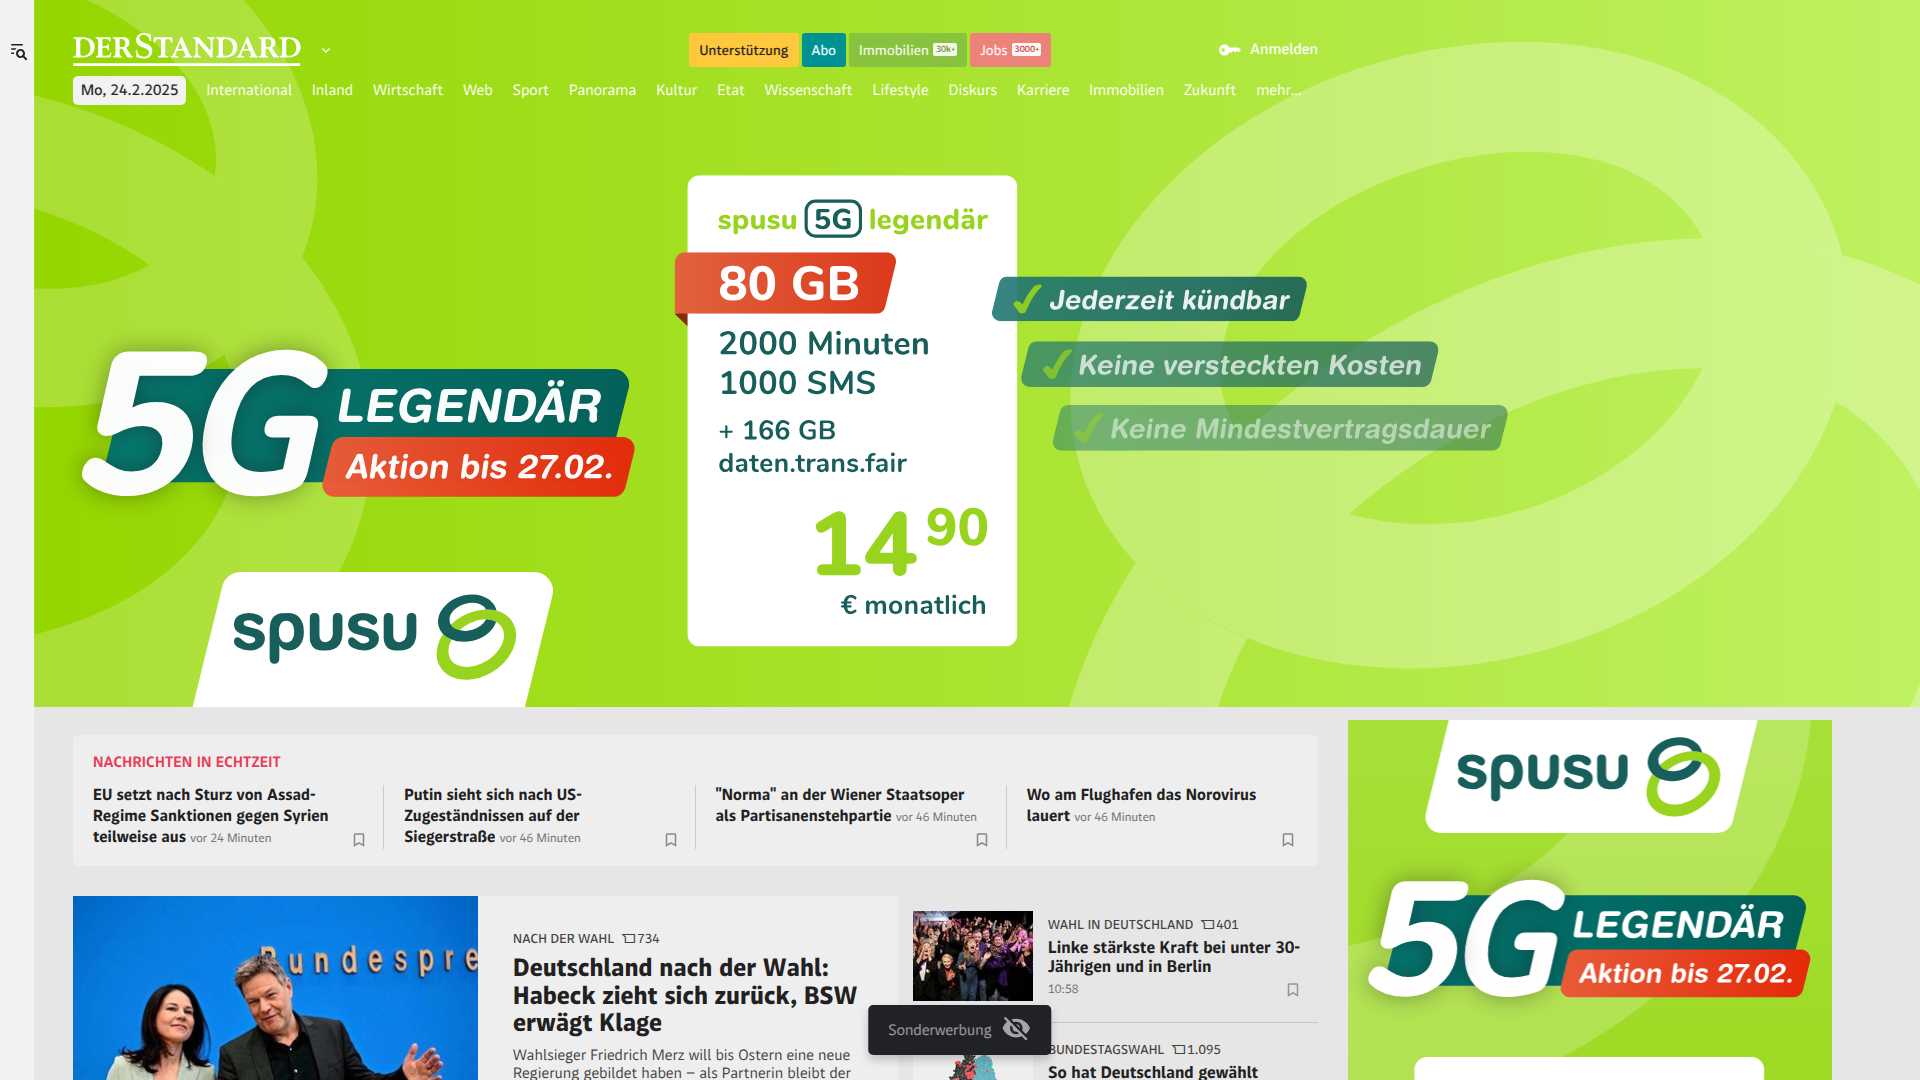 DERSTANDARD
Unterstützung
Abo
Immobilien 30k+
Jobs 3000+
Anmelden
Mo, 24.2.2025
International
Inland
Wirtschaft
Web
Sport
Panorama
Kultur
Etat
Wissenschaft
Lifestyle
Diskurs
Karriere
Immobilien
Zukunft
mehr...
5G LEGENDÄR
Aktion bis 27.02.
spusu
spusu 5G legendär
80 GB
2000 Minuten
1000 SMS
+ 166 GB
daten.trans.fair
14 90
€ monatlich
Jederzeit kündbar
Keine versteckten Kosten
Keine Mindestvertragsdauer
NACHRICHTEN IN ECHTZEIT
EU setzt nach Sturz von Assad-
Regime Sanktionen gegen Syrien
teilweise aus vor 24 Minuten
Putin sieht sich nach US-
Zugeständnissen auf der
Siegerstraße vor 46 Minuten
"Norma" an der Wiener Staatsoper
als Partisanenstehpartie vor 46 Minuten
Wo am Flughafen das Norovirus
lauert vor 46 Minuten
Bundespre
NACH DER WAHL 734
Deutschland nach der Wahl:
Habeck zieht sich zurück, BSW
erwägt Klage
Wahlsieger Friedrich Merz will bis Ostern eine neue
Regierung gebildet haben – als Partnerin bleibt der
WAHL IN DEUTSCHLAND 401
Linke stärkste Kraft bei unter 30-
Jährigen und in Berlin
10:58
Sonderwerbung
BUNDESTAGSWAHL 1.095
So hat Deutschland gewählt
spusu
5G LEGENDÄR
Aktion bis 27.02.